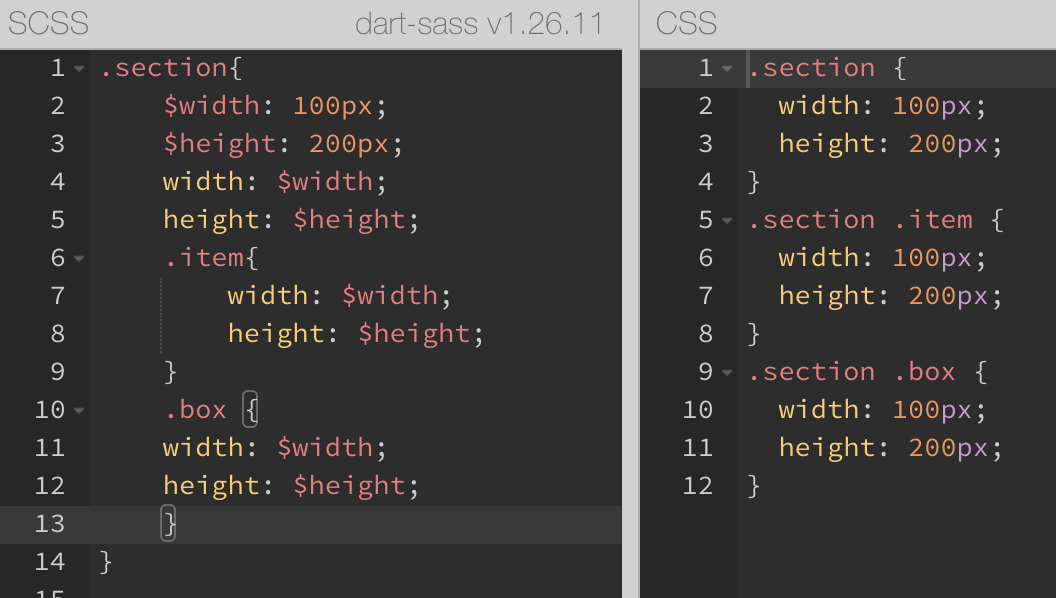 SCSS dart-sass v1.26.11
1 .section{
2 $width: 100px;
3 $height: 200px;
4 width: $width;
5 height: $height;
6 .item{
7 width: $width;
8 height: $height;
9 }
10 .box {
11 width: $width;
12 height: $height;
13 }
14 }
15
CSS
1 .section {
2 width: 100px;
3 height: 200px;
4 }
5 .section .item {
6 width: 100px;
7 height: 200px;
8 }
9 .section .box {
10 width: 100px;
11 height: 200px;
12 }